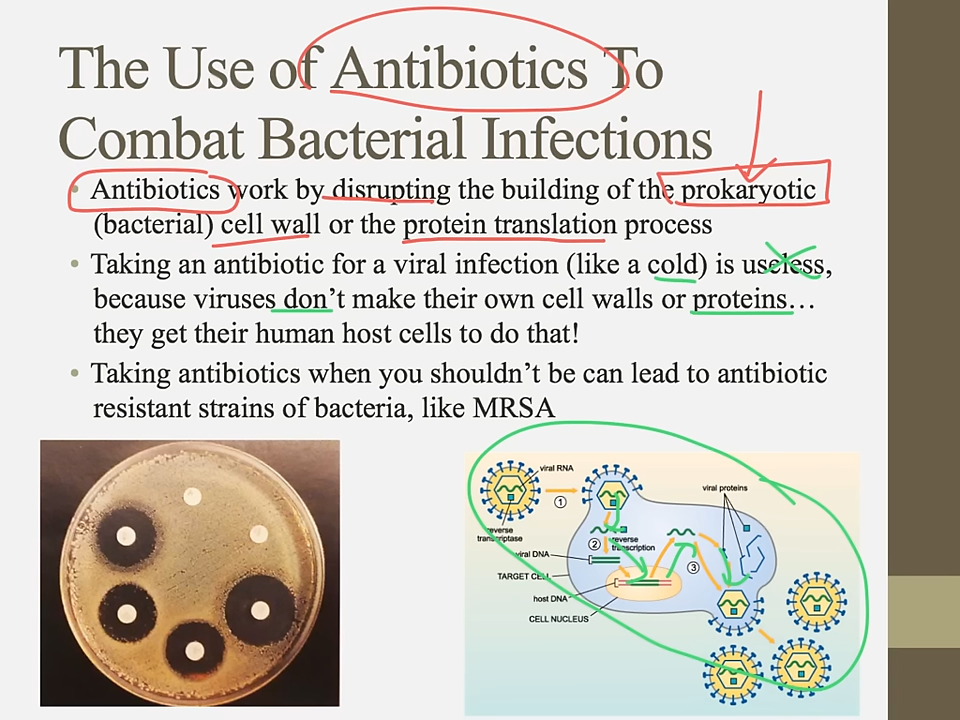 The Use of Antibiotics To
Combat Bacterial Infections
• Antibiotics work by disrupting the building of the prokaryotic
(bacterial) cell wall or the protein translation process
• Taking an antibiotic for a viral infection (like a cold) is useless,
because viruses don't make their own cell walls or proteins…
they get their human host cells to do that!
• Taking antibiotics when you shouldn't be can lead to antibiotic
resistant strains of bacteria, like MRSA
viral RNA
1
viral proteins
reverse
transcriptase
2
reverse
transcription
viral DNA
3
TARGET CELL
host DNA
CELL NUCLEUS